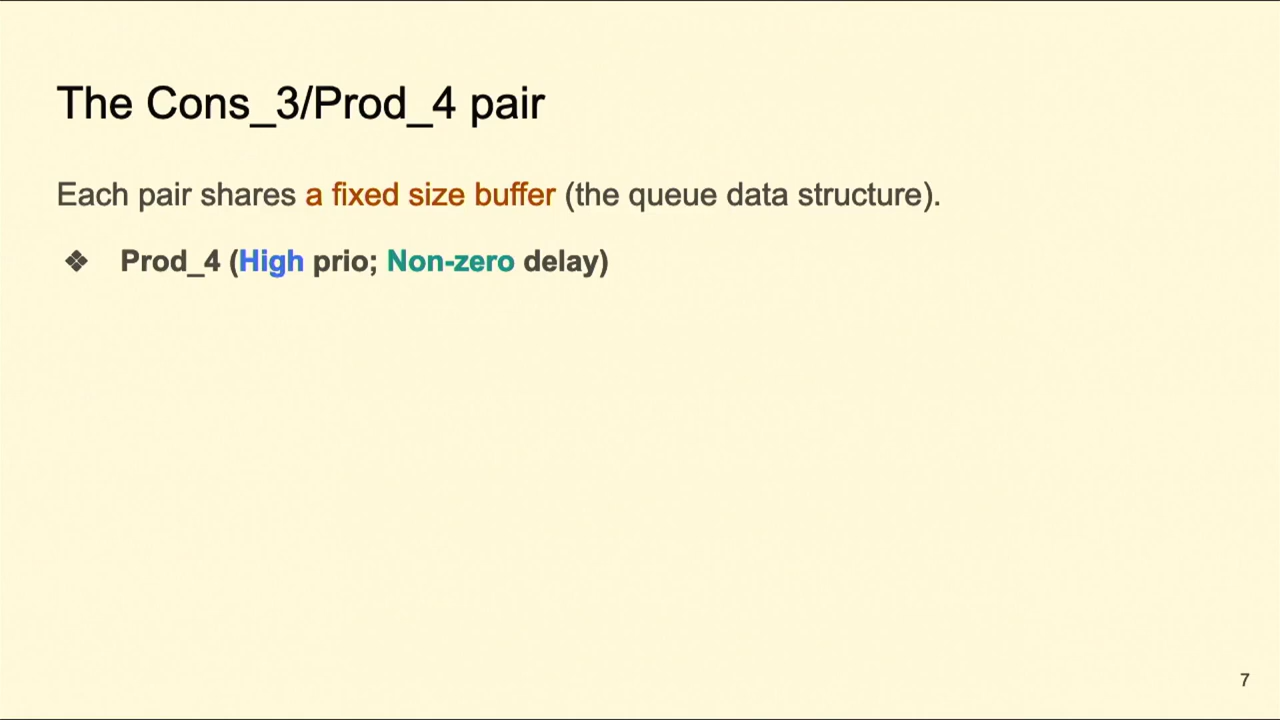 The Cons_3/Prod_4 pair
Each pair shares a fixed size buffer (the queue data structure).
❖ Prod_4 (High prio; Non-zero delay)
7